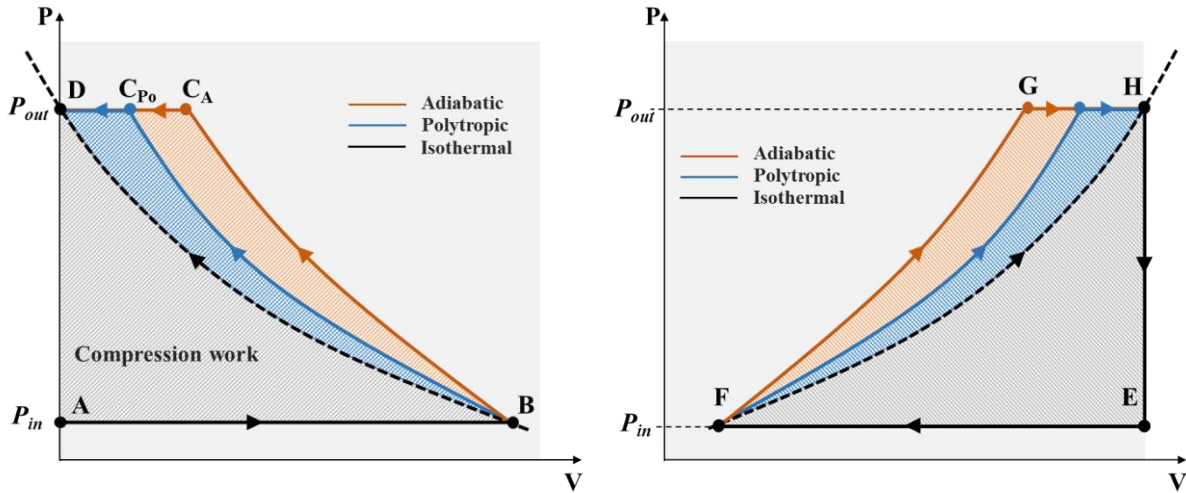 P
D
C_Po
C_A
P_out
Adiabatic
Polytropic
Isothermal
Compression work
A
B
P_in
V
P
G
H
P_out
Adiabatic
Polytropic
Isothermal
F
E
P_in
V